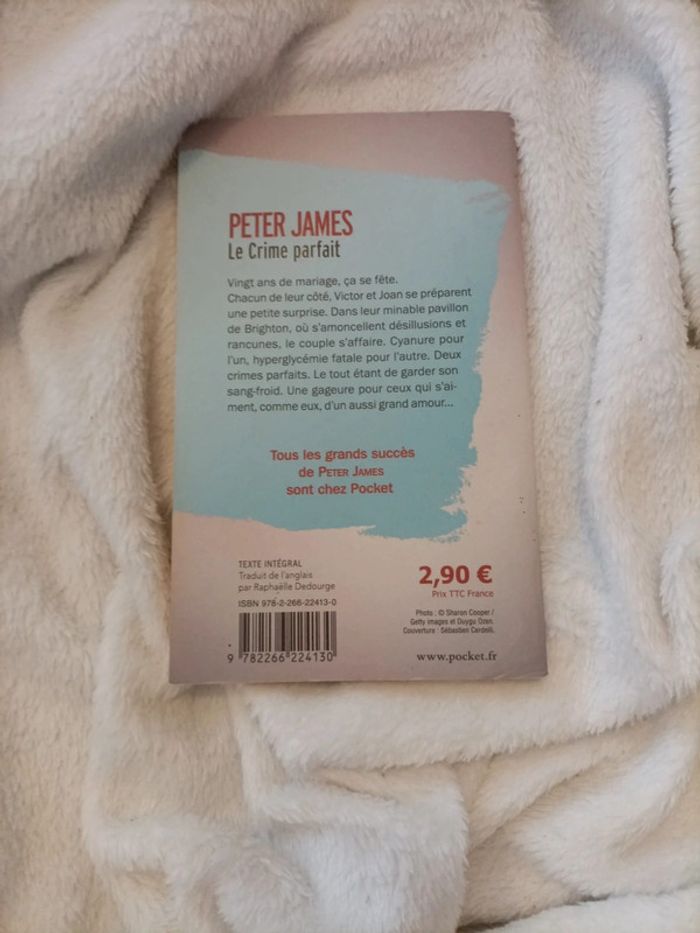 PETER JAMES
Le Crime parfait
Vingt ans de mariage, ça se fête.
Chacun de leur côté, Victor et Joan se préparent
une petite surprise. Dans leur minable pavillon
de Brighton, où s'amoncellent désillusions et
rancunes, le couple s'affaire. Cyanure pour
l'un, hyperglycémie fatale pour l'autre. Deux
crimes parfaits. Le tout étant de garder son
sang-froid. Une gageure pour ceux qui s'ai-
ment, comme eux, d'un aussi grand amour...
Tous les grands succès
de PETER JAMES
sont chez Pocket
TEXTE INTÉGRAL
Traduit de l'anglais
par Raphaëlle Dedourge
ISBN 978-2-266-22413-0
9 782266 224130
2,90 €
Prix TTC France
Photo : © Sharon Cooper /
Getty images et Duygu Ozen.
Couverture : Sébastien Cerdelli.
www.pocket.fr